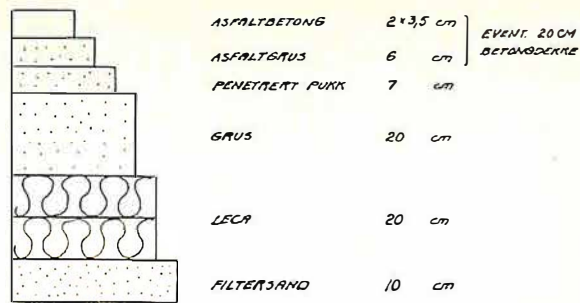 ASFALTBETONG 2 × 3,5 cm
EVENT. 20 CM
BETONGDEKKE
ASFALTGRUS 6 cm
PENETRERT PUKK 7 cm
GRUS 20 cm
LECA 20 cm
FILTERSAND 10 cm